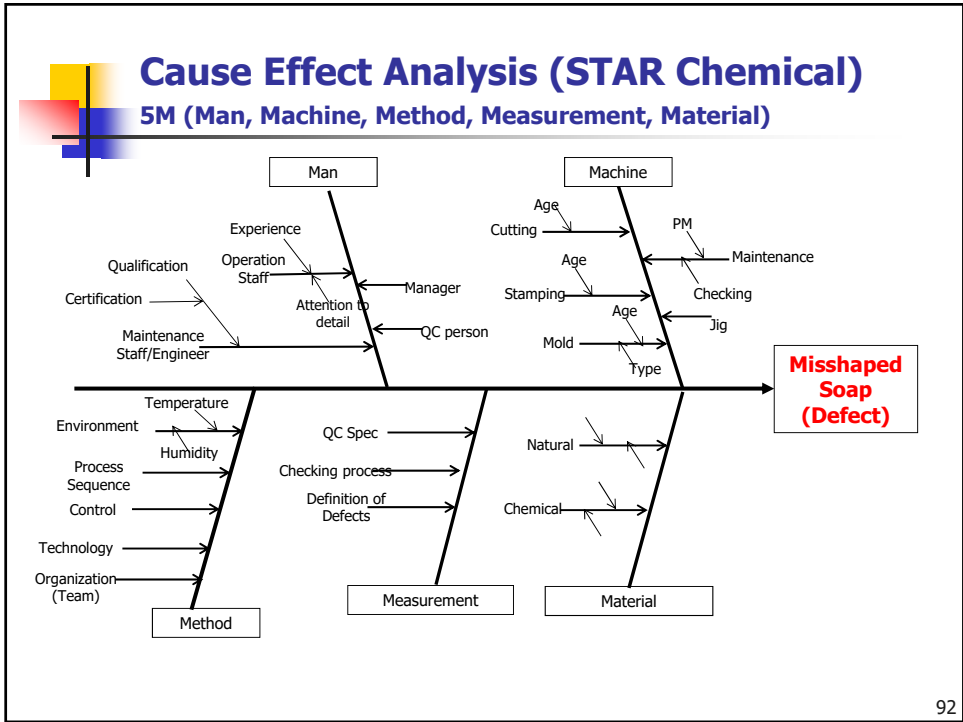 Cause Effect Analysis (STAR Chemical)
5M (Man, Machine, Method, Measurement, Material)
Man
Machine
Age
Cutting
PM
Maintenance
Experience
Operation
Staff
Qualification
Certification
Attention to
detail
Manager
QC person
Maintenance
Staff/Engineer
Age
Stamping
Checking
Age
Jig
Mold
Type
Misshaped
Soap
(Defect)
Temperature
Environment
Humidity
Process
Sequence
Control
Technology
Organization
(Team)
Method
QC Spec
Checking process
Definition of
Defects
Measurement
Natural
Chemical
Material
92